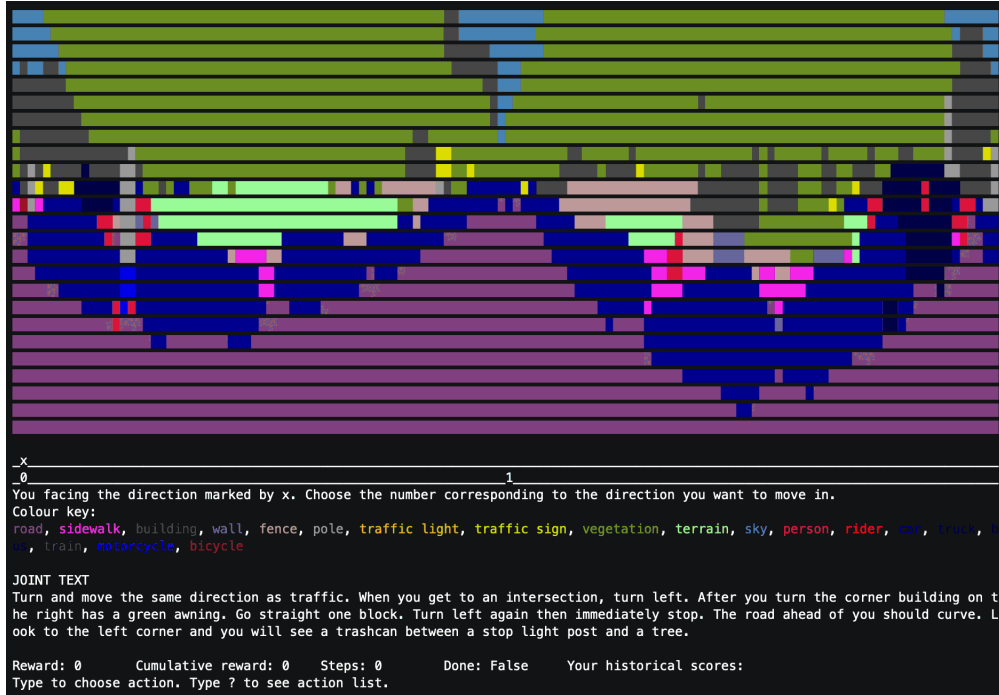 _x_
_0_ _1_
You facing the direction marked by x. Choose the number corresponding to the direction you want to move in.
Colour key:
road, sidewalk, building, wall, fence, pole, traffic light, traffic sign, vegetation, terrain, sky, person, rider, car, truck, b
us, train, motorcycle, bicycle
JOINT TEXT
Turn and move the same direction as traffic. When you get to an intersection, turn left. After you turn the corner building on t
he right has a green awning. Go straight one block. Turn left again then immediately stop. The road ahead of you should curve. L
ook to the left corner and you will see a trashcan between a stop light post and a tree.
Reward: 0 Cumulative reward: 0 Steps: 0 Done: False Your historical scores:
Type to choose action. Type ? to see action list.